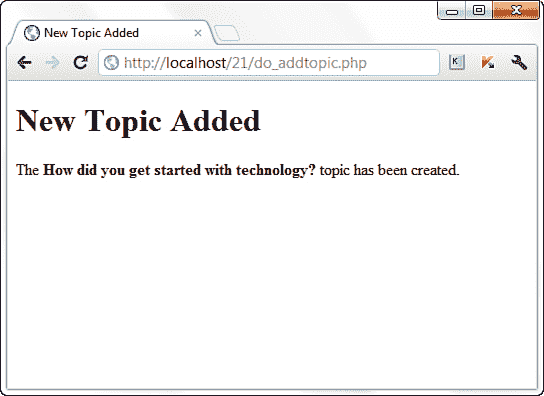 New Topic Added
http://localhost/21/do_addtopic.php
New Topic Added
The How did you get started with technology? topic has been created.